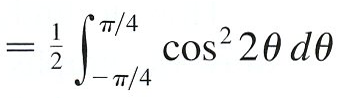 = 1/2 ∫_{-π/4}^{π/4} cos² 2θ dθ